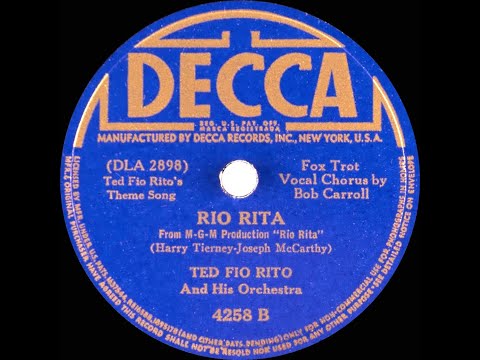 DECCA
REG. U.S. PAT. OFF.
MARCA REGISTRADA
MANUFACTURED BY DECCA RECORDS, INC., NEW YORK, U.S.A.
(DLA 2898)
Ted Fio Rito's
Theme Song
Fox Trot
Vocal Chorus by
Bob Carroll
RIO RITA
From M-G-M Production "Rio Rita"
(Harry Tierney-Joseph McCarthy)
TED FIO RITO
And His Orchestra
4258 B